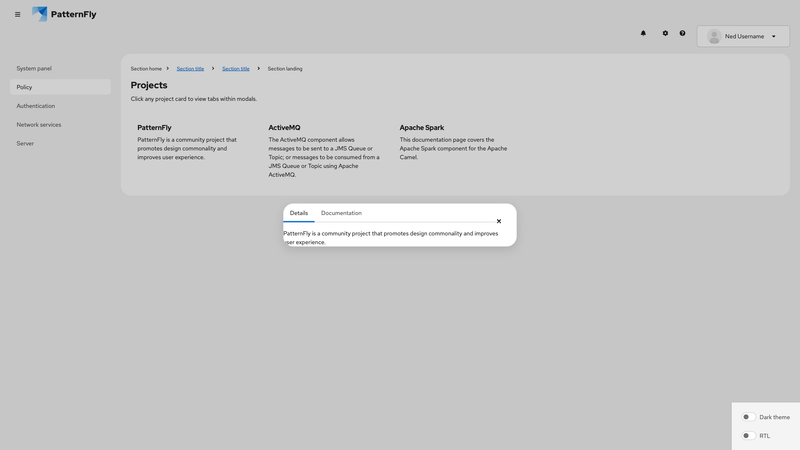 PatternFly
Ned Username
System panel
Policy
Authentication
Network services
Server
Section home Section title Section title Section landing
Projects
Click any project card to view tabs within modals.
PatternFly
PatternFly is a community project that
promotes design commonality and
improves user experience.
ActiveMQ
The ActiveMQ component allows
messages to be sent to a JMS Queue or
Topic; or messages to be consumed from a
JMS Queue or Topic using Apache
ActiveMQ.
Apache Spark
This documentation page covers the
Apache Spark component for the Apache
Camel.
Details Documentation
PatternFly is a community project that promotes design commonality and improves
user experience.
Dark theme
RTL